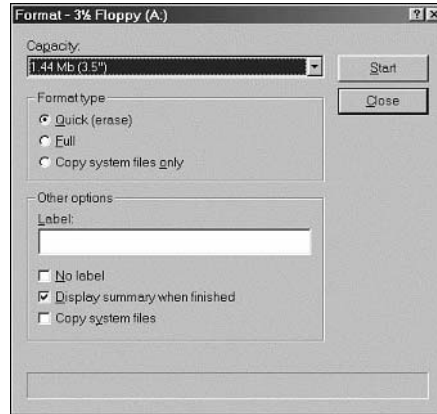 Format - 3½ Floppy (A:)
Capacity:
1.44 Mb (3.5")
Start
Close
Format type
Quick (erase)
Full
Copy system files only
Other options
Label:
No label
Display summary when finished
Copy system files